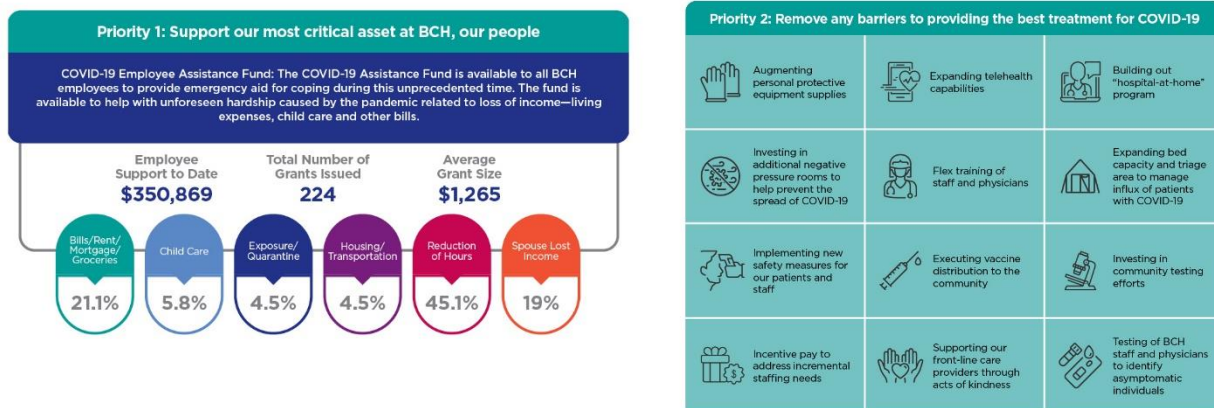 Priority 1: Support our most critical asset at BCH, our people
COVID-19 Employee Assistance Fund: The COVID-19 Assistance Fund is available to all BCH
employees to provide emergency aid for coping during this unprecedented time. The fund is
available to help with unforeseen hardship caused by the pandemic related to loss of income—living
expenses, child care and other bills.
Employee
Support to Date
$350,869
Total Number of
Grants Issued
224
Average
Grant Size
$1,265
Bills/Rent/
Mortgage/
Groceries
21.1%
Child Care
5.8%
Exposure/
Quarantine
4.5%
Housing/
Transportation
4.5%
Reduction
of Hours
45.1%
Spouse Lost
Income
19%
Priority 2: Remove any barriers to providing the best treatment for COVID-19
Augmenting
personal protective
equipment supplies
Expanding telehealth
capabilities
Building out
"hospital-at-home"
program
Investing in
additional negative
pressure rooms to
help prevent the
spread of COVID-19
Flex training of
staff and physicians
Expanding bed
capacity and triage
area to manage
influx of patients
with COVID-19
Implementing new
safety measures for
our patients and
staff
Executing vaccine
distribution to the
community
Investing in
community testing
efforts
Incentive pay to
address incremental
staffing needs
$
Supporting our
front-line care
providers through
acts of kindness
Testing of BCH
staff and physicians
to identify
asymptomatic
individuals